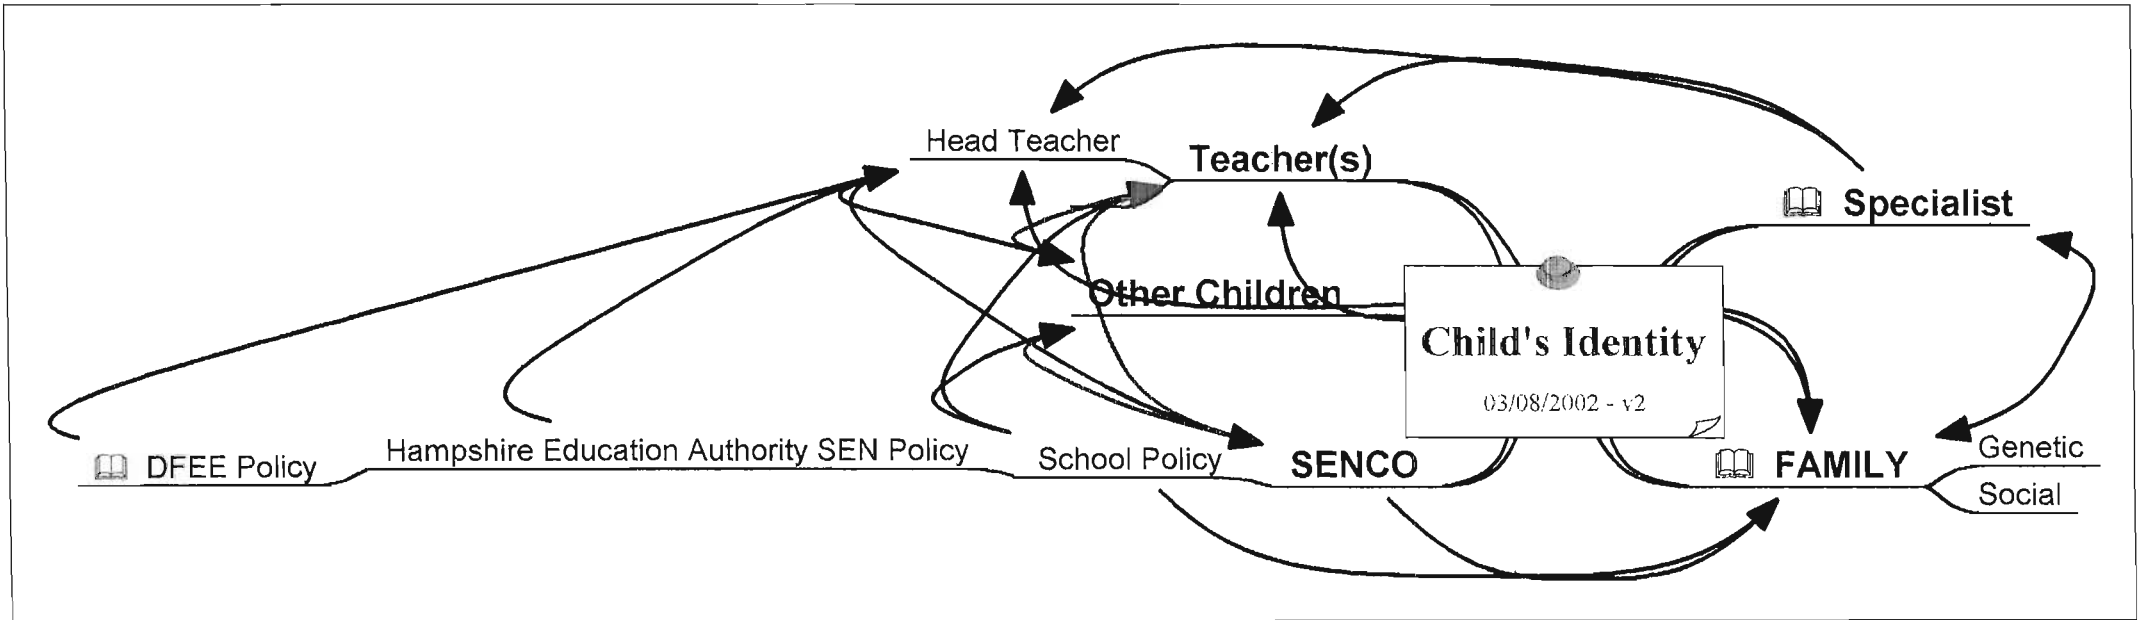 Head Teacher
Teacher(s)
Specialist
Other Children
Child's Identity
03/08/2002 - v2
DFEE Policy
Hampshire Education Authority SEN Policy
School Policy
SENCO
FAMILY
Genetic
Social